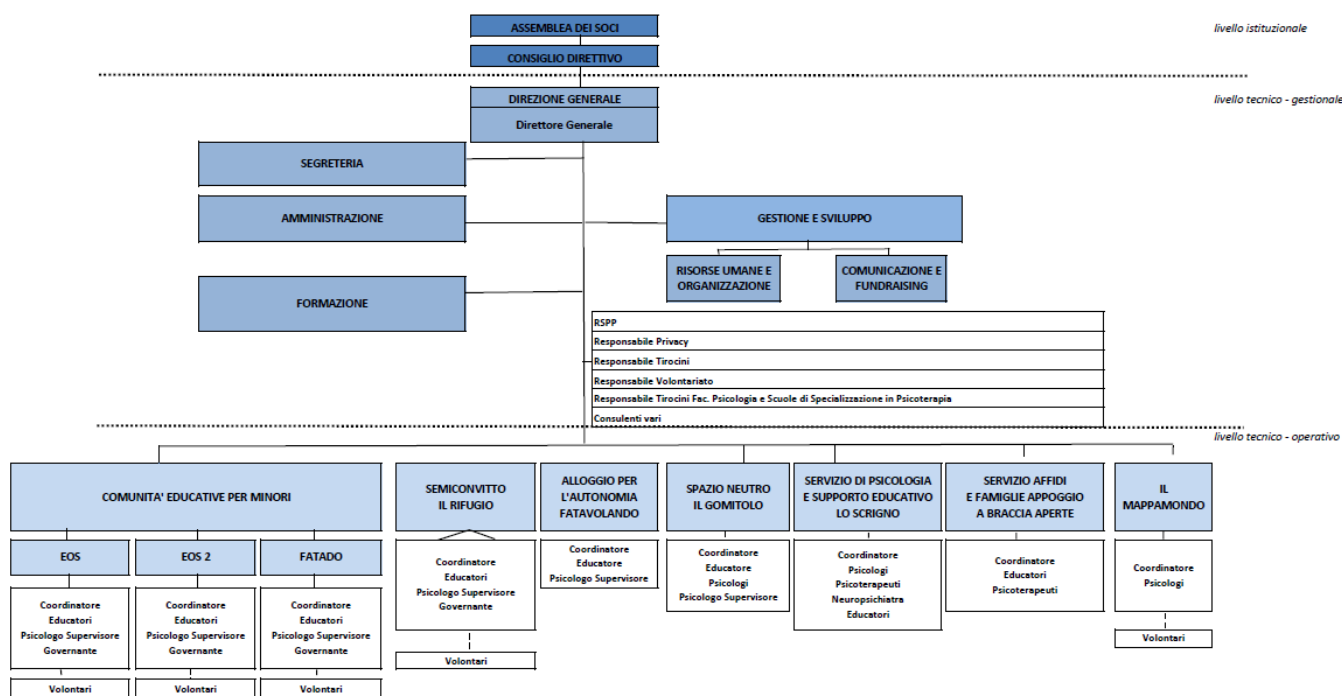 ASSEMBLEA DEI SOCI
livello istituzionale
CONSIGLIO DIRETTIVO
DIREZIONE GENERALE
livello tecnico - gestionale
Direttore Generale
SEGRETERIA
AMMINISTRAZIONE
GESTIONE E SVILUPPO
RISORSE UMANE E
ORGANIZZAZIONE
COMUNICAZIONE E
FUNDRAISING
FORMAZIONE
RSPP
Responsabile Privacy
Responsabile Tirocini
Responsabile Volontariato
Responsabile Tirocini Fac. Psicologia e Scuole di Specializzazione in Psicoterapia
Consulenti vari
livello tecnico - operativo
COMUNITA' EDUCATIVE PER MINORI
EOS
Coordinatore
Educatori
Psicologo Supervisore
Governante
Volontari
EOS 2
Coordinatore
Educatori
Psicologo Supervisore
Governante
Volontari
FATADO
Coordinatore
Educatori
Psicologo Supervisore
Governante
Volontari
SEMICONVITTO
IL RIFUGIO
Coordinatore
Educatori
Psicologo Supervisore
Governante
Volontari
ALLOGGIO PER
L'AUTONOMIA
FATAVOLANDO
Coordinatore
Educatore
Psicologo Supervisore
SPAZIO NEUTRO
IL GOMITOLO
Coordinatore
Educatore
Psicologi
Psicologo Supervisore
SERVIZIO DI PSICOLOGIA
E SUPPORTO EDUCATIVO
LO SCRIGNO
Coordinatore
Psicologi
Psicoterapeuti
Neuropsichiatra
Educatori
SERVIZIO AFFIDI
E FAMIGLIE APPOGGIO
A BRACCIA APERTE
Coordinatore
Educatori
Psicoterapeuti
IL
MAPPAMONDO
Coordinatore
Psicologi
Volontari